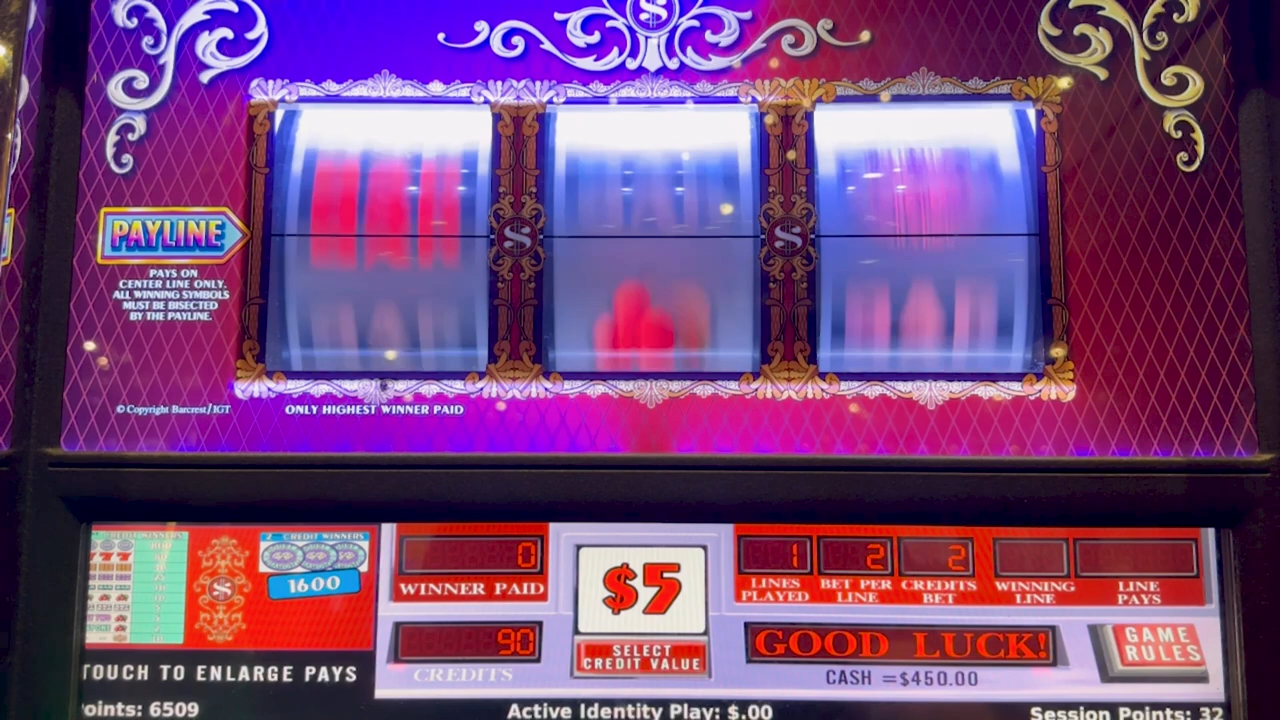 $
PAYLINE
PAYS ON
CENTER LINE ONLY.
ALL WINNING SYMBOLS
MUST BE BISECTED
BY THE PAYLINE.
$
$
© Copyright Barcrest/IGT
ONLY HIGHEST WINNER PAID
2 CREDIT WINNERS
1600
TOUCH TO ENLARGE PAYS
0
WINNER PAID
90
CREDITS
$5
SELECT
CREDIT VALUE
1
LINES
PLAYED
2
BET PER
LINE
2
CREDITS
BET
WINNING
LINE
LINE
PAYS
GOOD LUCK!
CASH =$450.00
GAME
RULES
oints: 6509
Active Identity Play: $.00
Session Points: 32